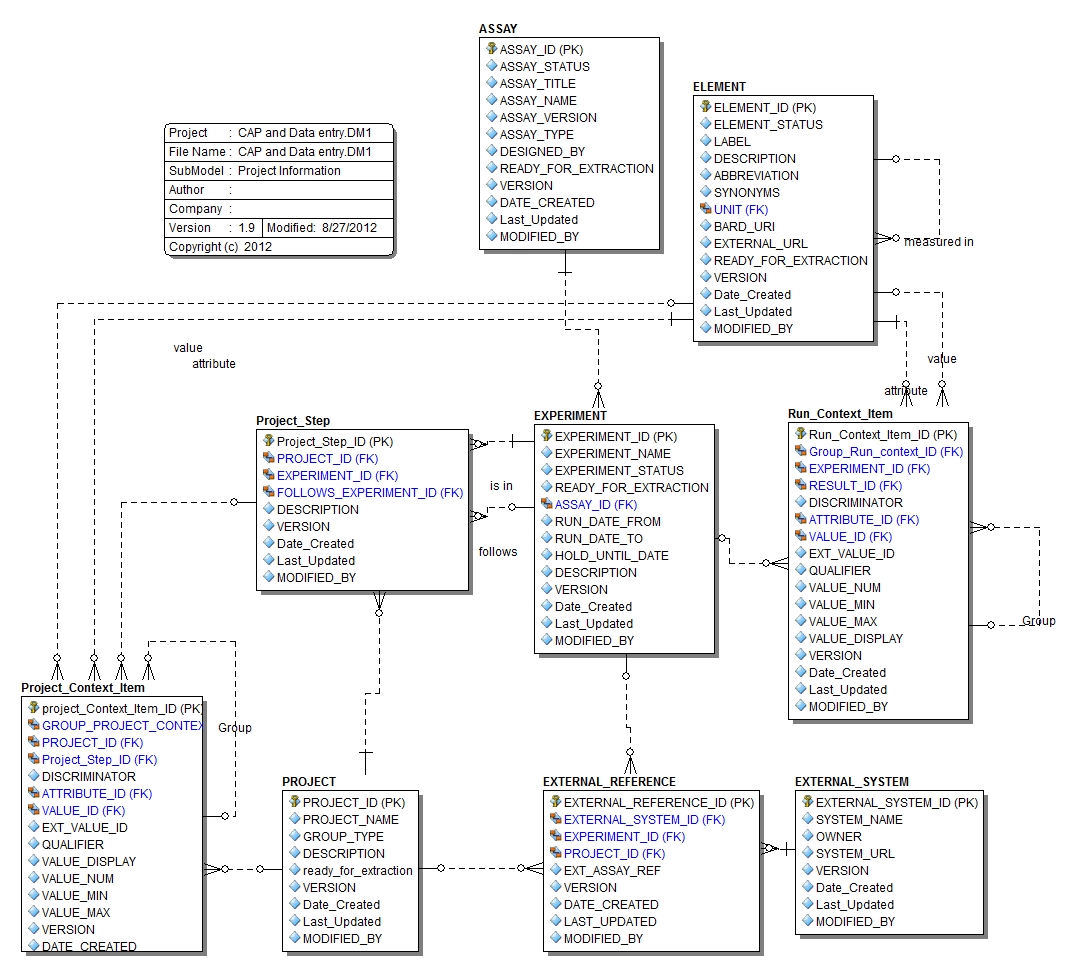 ASSAY
ASSAY_ID (PK)
ASSAY_STATUS
ASSAY_TITLE
ASSAY_NAME
ASSAY_VERSION
ASSAY_TYPE
DESIGNED_BY
READY_FOR_EXTRACTION
VERSION
DATE_CREATED
Last_Updated
MODIFIED_BY
ELEMENT
ELEMENT_ID (PK)
ELEMENT_STATUS
LABEL
DESCRIPTION
ABBREVIATION
SYNONYMS
UNIT (FK)
BARD_URI
EXTERNAL_URL
READY_FOR_EXTRACTION
VERSION
Date_Created
Last_Updated
MODIFIED_BY
measured in
Project : CAP and Data entry.DM1
File Name : CAP and Data entry.DM1
SubModel : Project Information
Author :
Company :
Version : 1.9 Modified: 8/27/2012
Copyright (c) 2012
value
attribute
value
attribute
Project_Step
Project_Step_ID (PK)
PROJECT_ID (FK)
EXPERIMENT_ID (FK)
FOLLOWS_EXPERIMENT_ID (FK)
DESCRIPTION
VERSION
Date_Created
Last_Updated
MODIFIED_BY
is in
follows
EXPERIMENT
EXPERIMENT_ID (PK)
EXPERIMENT_NAME
EXPERIMENT_STATUS
READY_FOR_EXTRACTION
ASSAY_ID (FK)
RUN_DATE_FROM
RUN_DATE_TO
HOLD_UNTIL_DATE
DESCRIPTION
VERSION
Date_Created
Last_Updated
MODIFIED_BY
Run_Context_Item
Run_Context_Item_ID (PK)
Group_Run_context_ID (FK)
EXPERIMENT_ID (FK)
RESULT_ID (FK)
DISCRIMINATOR
ATTRIBUTE_ID (FK)
VALUE_ID (FK)
EXT_VALUE_ID
QUALIFIER
VALUE_NUM
VALUE_MIN
VALUE_MAX
VALUE_DISPLAY
VERSION
Date_Created
Last_Updated
MODIFIED_BY
Group
Project_Context_Item
project_Context_Item_ID (PK)
GROUP_PROJECT_CONTEX
PROJECT_ID (FK)
Project_Step_ID (FK)
DISCRIMINATOR
ATTRIBUTE_ID (FK)
VALUE_ID (FK)
EXT_VALUE_ID
QUALIFIER
VALUE_DISPLAY
VALUE_NUM
VALUE_MIN
VALUE_MAX
VERSION
DATE_CREATED
Group
PROJECT
PROJECT_ID (PK)
PROJECT_NAME
GROUP_TYPE
DESCRIPTION
ready_for_extraction
VERSION
Date_Created
Last_Updated
MODIFIED_BY
EXTERNAL_REFERENCE
EXTERNAL_REFERENCE_ID (PK)
EXTERNAL_SYSTEM_ID (FK)
EXPERIMENT_ID (FK)
PROJECT_ID (FK)
EXT_ASSAY_REF
VERSION
DATE_CREATED
LAST_UPDATED
MODIFIED_BY
EXTERNAL_SYSTEM
EXTERNAL_SYSTEM_ID (PK)
SYSTEM_NAME
OWNER
SYSTEM_URL
VERSION
Date_Created
Last_Updated
MODIFIED_BY